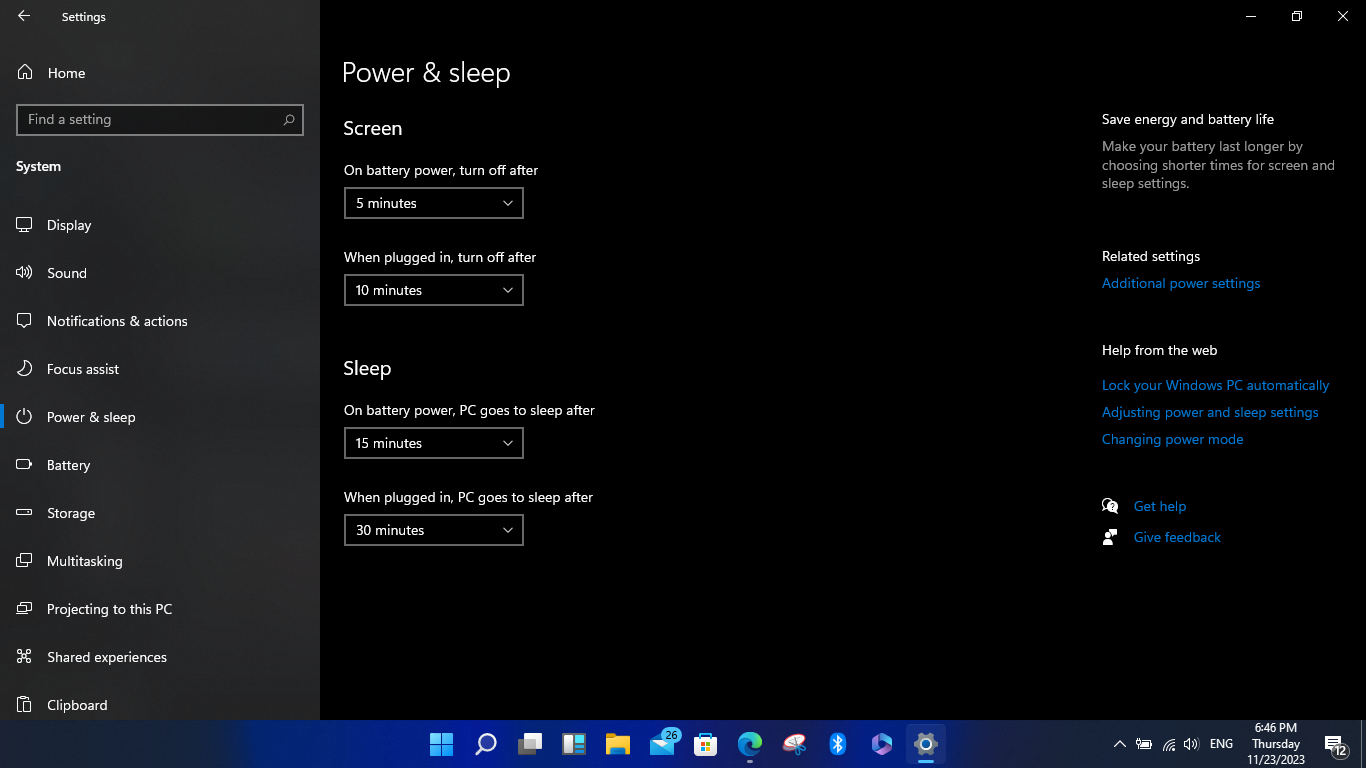 Settings
Home
Find a setting
System
Display
Sound
Notifications & actions
Focus assist
Power & sleep
Battery
Storage
Multitasking
Projecting to this PC
Shared experiences
Clipboard
Power & sleep
Screen
On battery power, turn off after
5 minutes
When plugged in, turn off after
10 minutes
Sleep
On battery power, PC goes to sleep after
15 minutes
When plugged in, PC goes to sleep after
30 minutes
Save energy and battery life
Make your battery last longer by
choosing shorter times for screen and
sleep settings.
Related settings
Additional power settings
Help from the web
Lock your Windows PC automatically
Adjusting power and sleep settings
Changing power mode
Get help
Give feedback
26
ENG
6:46 PM
Thursday
11/23/2023
12